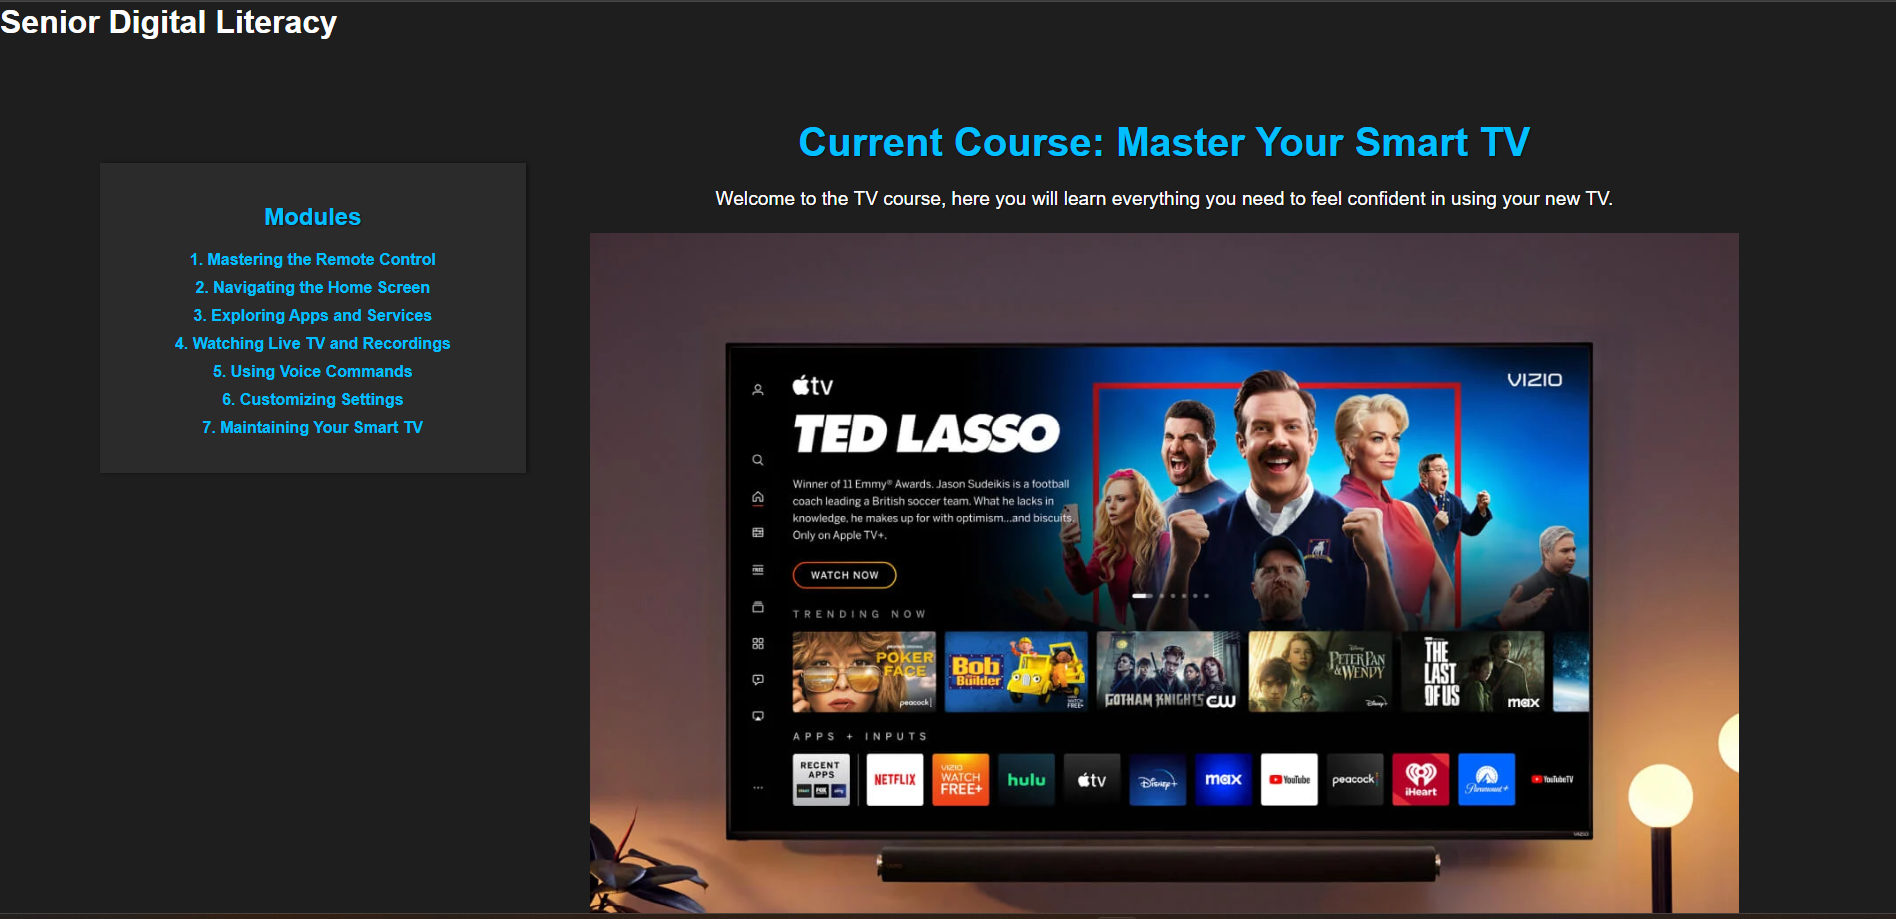 Senior Digital Literacy
Current Course: Master Your Smart TV
Welcome to the TV course, here you will learn everything you need to feel confident in using your new TV.
Modules
1. Mastering the Remote Control
2. Navigating the Home Screen
3. Exploring Apps and Services
4. Watching Live TV and Recordings
5. Using Voice Commands
6. Customizing Settings
7. Maintaining Your Smart TV
tv
VIZIO
TED LASSO
Winner of 11 Emmy® Awards. Jason Sudeikis is a football
coach leading a British soccer team. What he lacks in
knowledge, he makes up for with optimism...and biscuits.
Only on Apple TV+.
WATCH NOW
FREE
TRENDING NOW
POKER
FACE
peacock
Bob
the
Builder
WATCH
FREE+
GOTHAM KNIGHTS
CW
Disney
PETER PAN
& WENDY
Disney+
THE
LAST
OF US
max
APPS + INPUTS
RECENT
APPS
NETFLIX
VIZIO
WATCH
FREE+
hulu
tv
Disney+
max
YouTube
peacock
iHeart
Paramount+
YouTubeTV
VIZIO